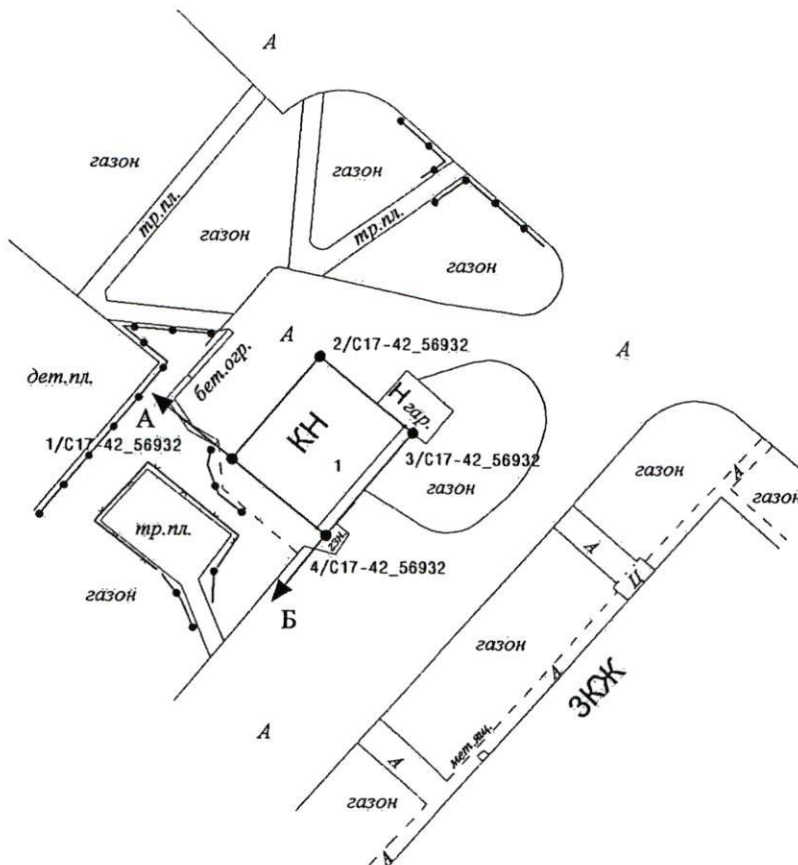 А
газон
газон
тр.пл.
газон
тр.пл.
газон
А
2/С17-42_56932
А
бет.огр.
дет.пл.
А
Н
гар.
КН
1/С17-42_56932
1
3/С17-42_56932
газон
газон
А
газон
тр.пл.
4/С17-42_56932
А
газон
Б
Ц
газон
А
3КЖ
А
мет.ящ.
А
газон
А